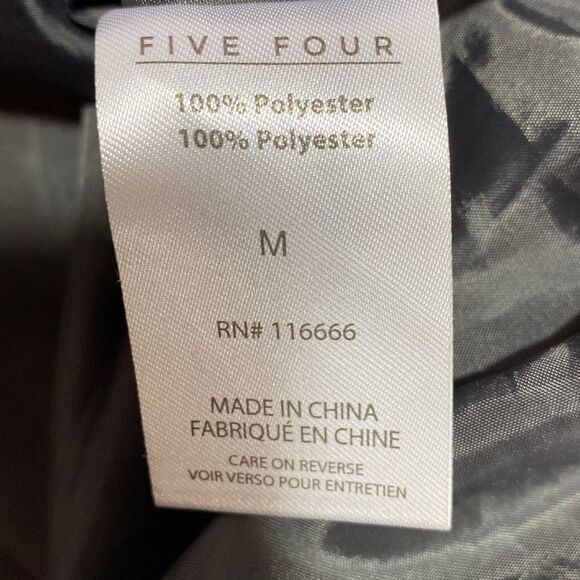 FIVE FOUR
100% Polyester
100% Polyester
M
RN# 116666
MADE IN CHINA
FABRIQUÉ EN CHINE
CARE ON REVERSE
VOIR VERSO POUR ENTRETIEN